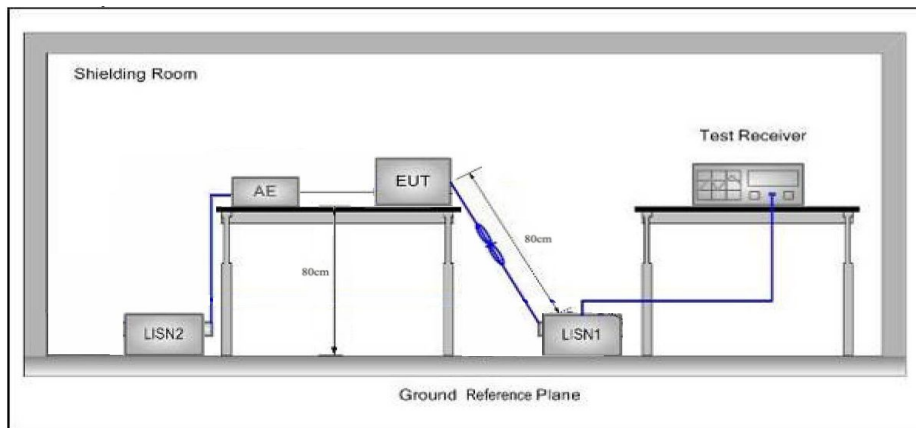 Shielding Room
Test Receiver
AE
EUT
80cm
80cm
LISN2
LISN1
Ground Reference Plane